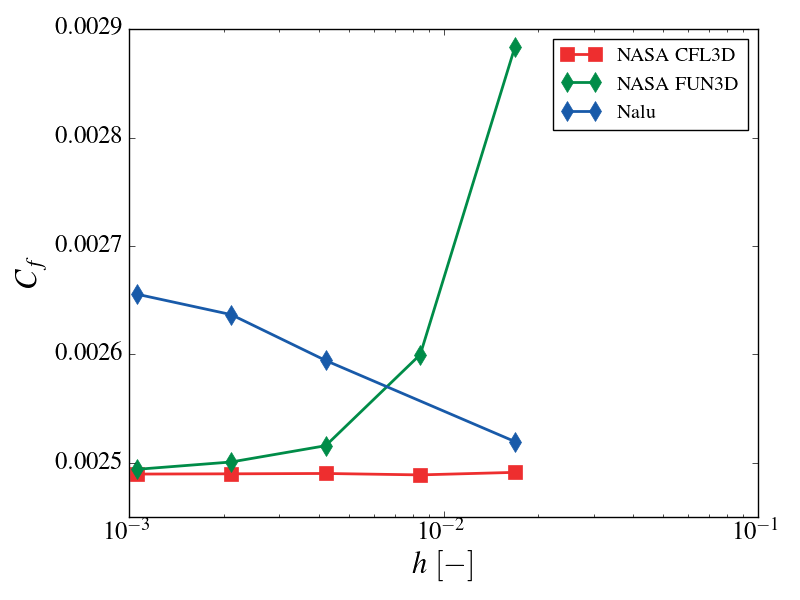 0.0029
0.0028
0.0027
0.0026
0.0025
C_f
10^{-3}
10^{-2}
10^{-1}
h [−]
NASA CFL3D
NASA FUN3D
Nalu